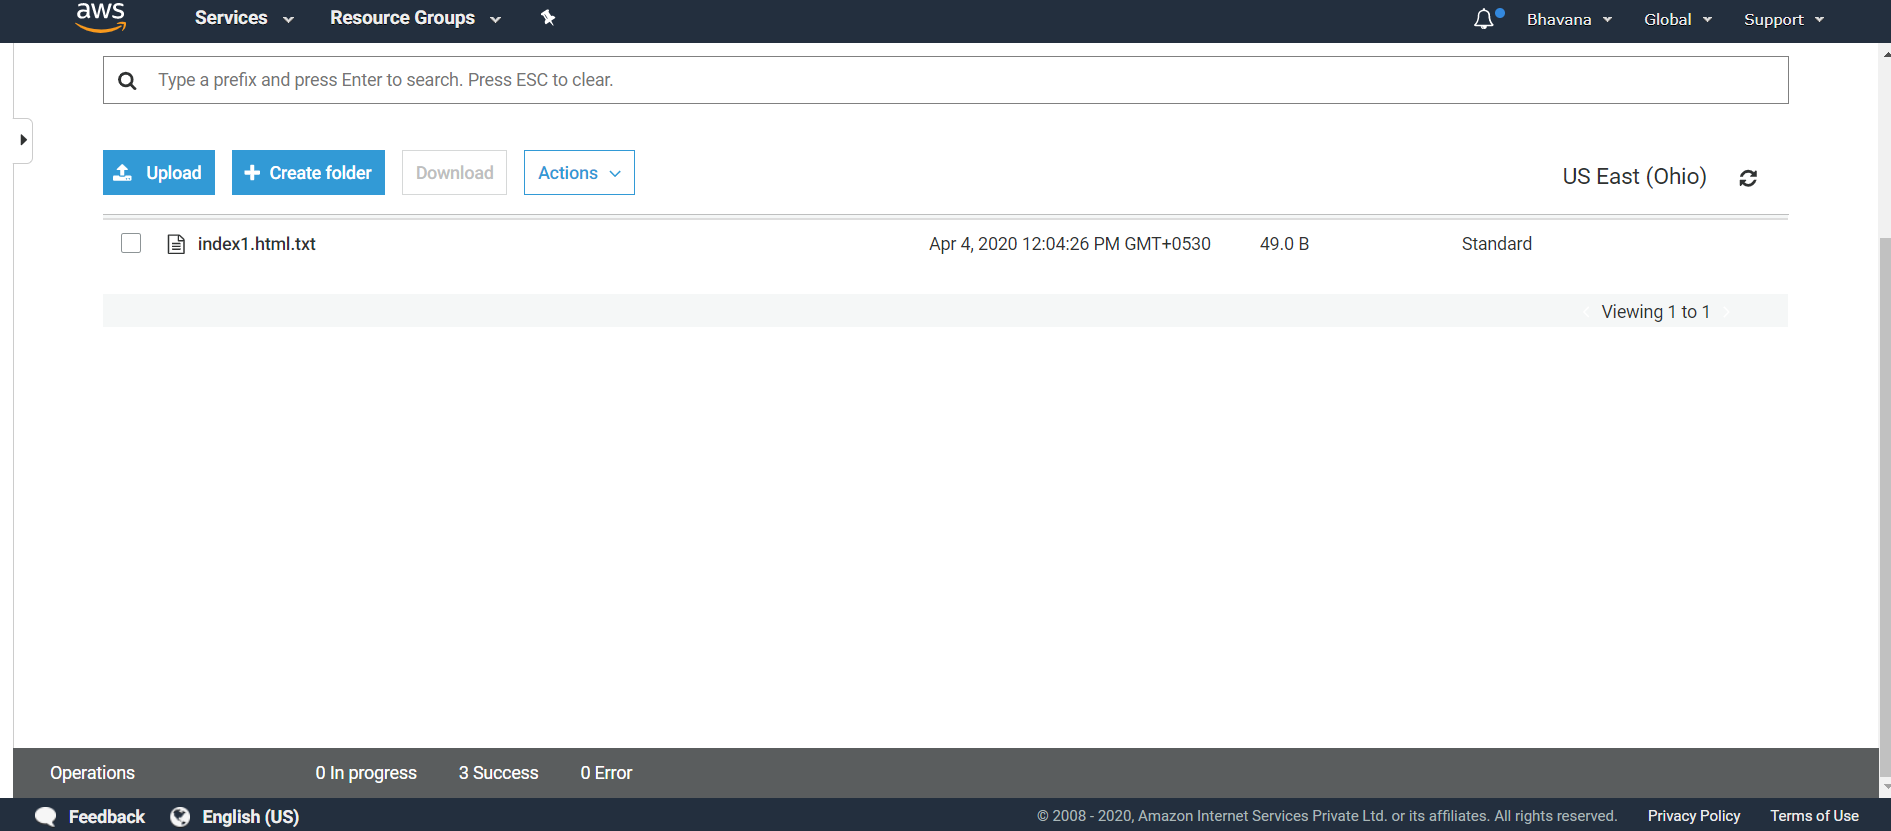 aws Services Resource Groups Bhavana Global Support
Type a prefix and press Enter to search. Press ESC to clear.
Upload Create folder Download Actions US East (Ohio)
index1.html.txt Apr 4, 2020 12:04:26 PM GMT+0530 49.0 B Standard
Viewing 1 to 1
Operations 0 In progress 3 Success 0 Error
Feedback English (US) © 2008 - 2020, Amazon Internet Services Private Ltd. or its affiliates. All rights reserved. Privacy Policy Terms of Use